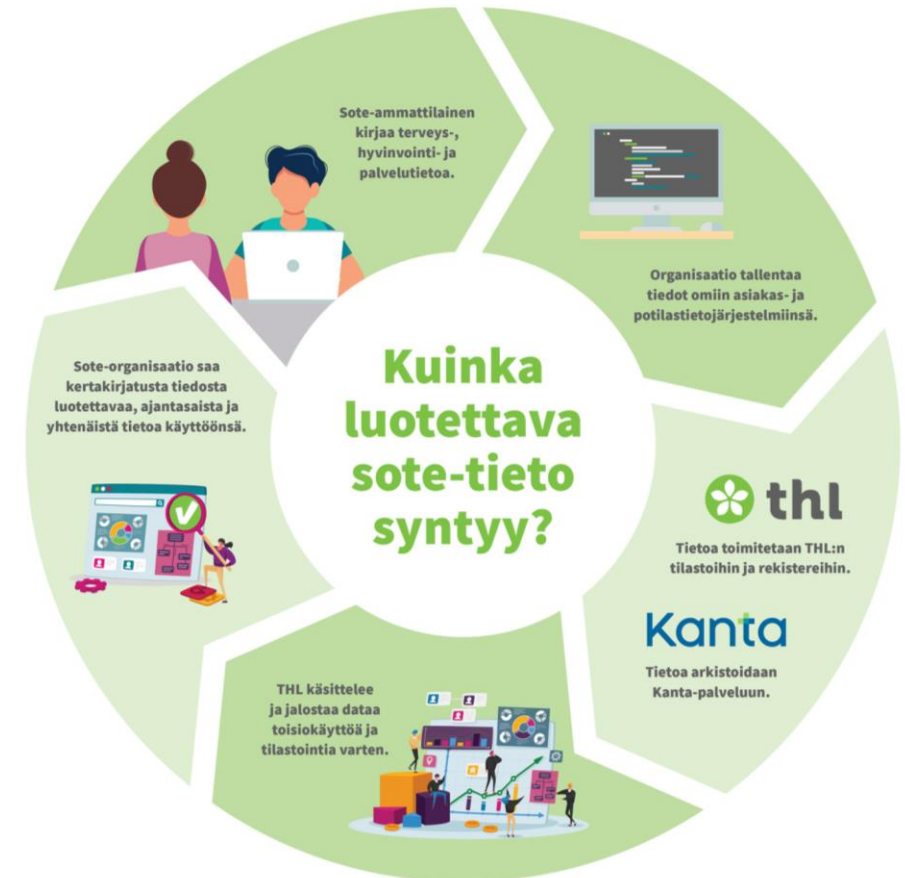 Kuinka
luotettava
sote-tieto
syntyy?
Sote-ammattilainen
kirjaa terveys-,
hyvinvointi- ja
palvelutietoa.
Organisaatio tallentaa
tiedot omiin asiakas- ja
potilastietojärjestelmiinsä.
thl
Tietoa toimitetaan THL:n
tilastoihin ja rekistereihin.
Kanta
Tietoa arkistoidaan
Kanta-palveluun.
THL käsittelee
ja jalostaa dataa
toisiokäyttöä ja
tilastointia varten.
Sote-organisaatio saa
kertakirjatusta tiedosta
luotettavaa, ajantasaista ja
yhtenäistä tietoa käyttöönsä.